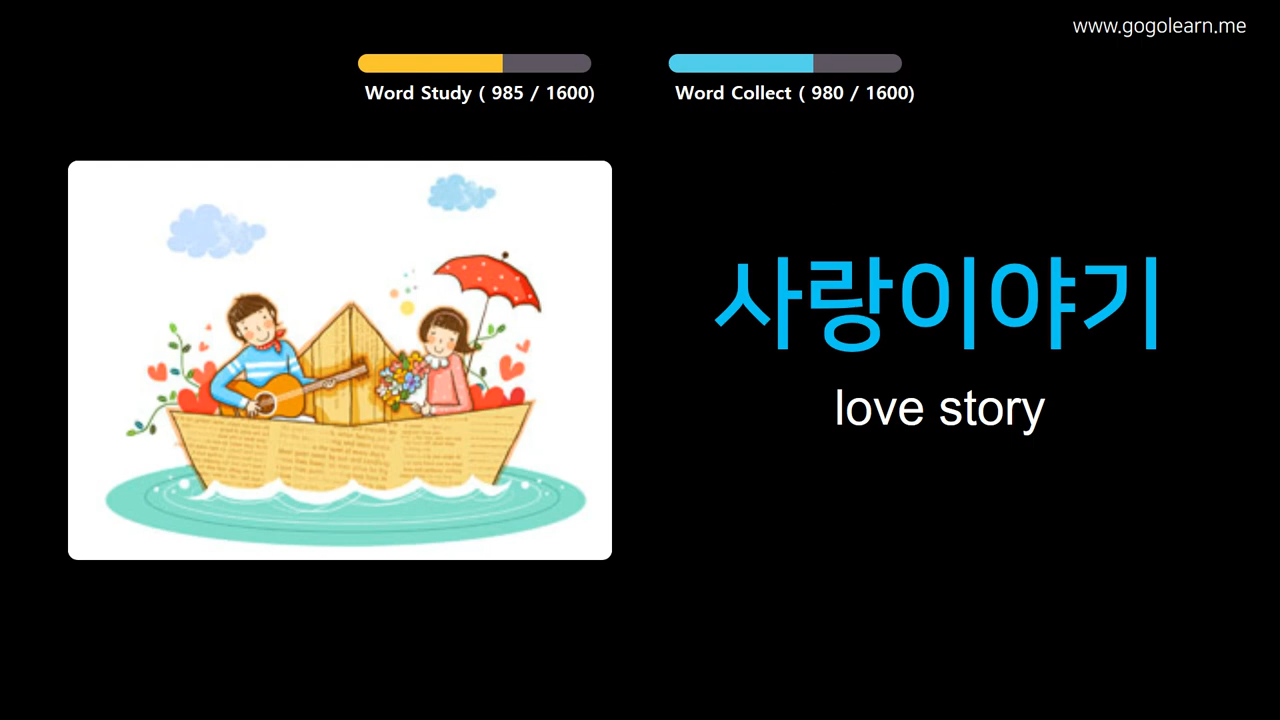 www.gogolearn.me
Word Study ( 985 / 1600)
Word Collect ( 980 / 1600)
사랑이야기
love story